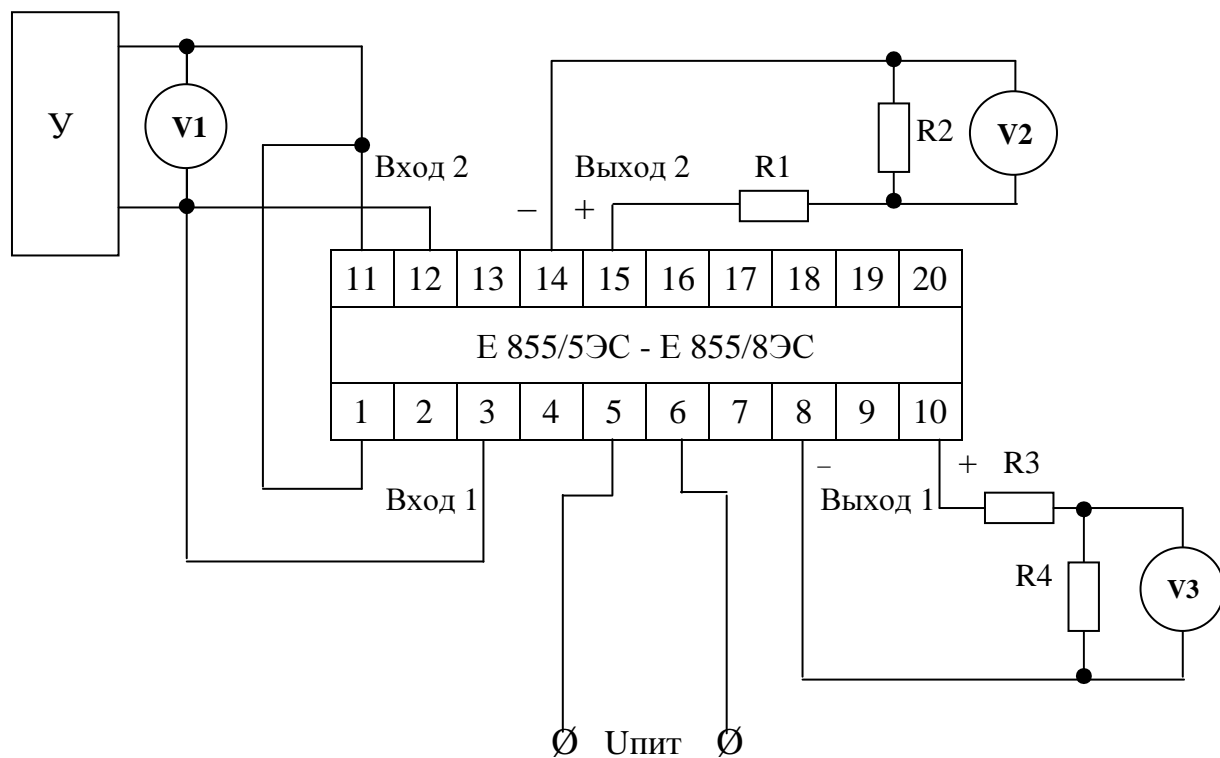 У
V1
Вход 2
Выход 2
R1
R2
V2
– +
11 12 13 14 15 16 17 18 19 20
Е 855/5ЭС - Е 855/8ЭС
1 2 3 4 5 6 7 8 9 10
Вход 1
– +
Выход 1
R3
R4
V3
Ø Uпит Ø